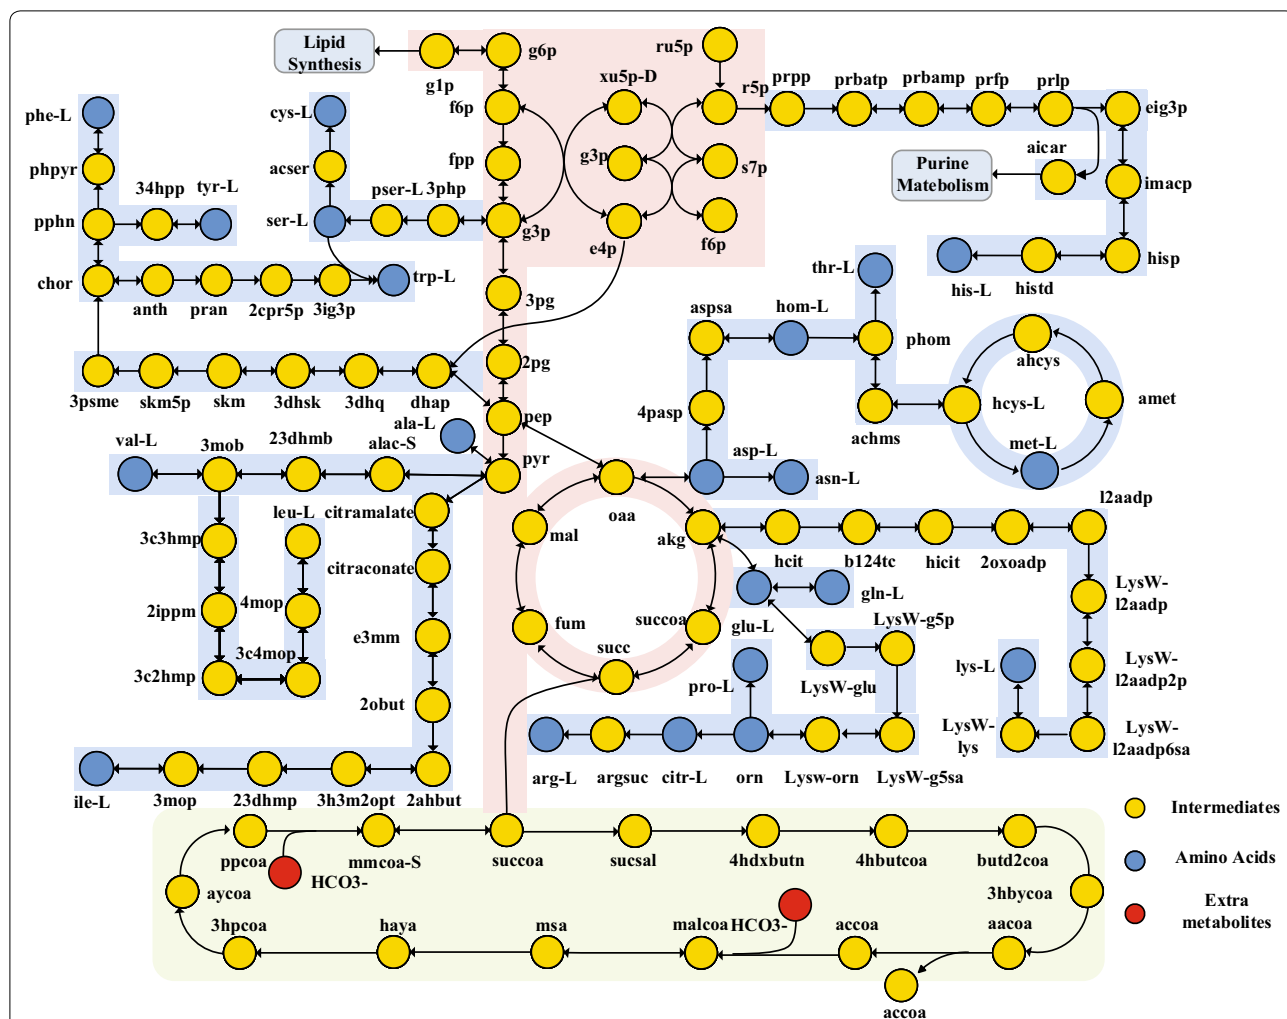 Lipid
Synthesis
g1p
g6p
ru5p
xu5p-D
r5p
prpp
prbatp
prbamp
prfp
prlp
eig3p
phe-L
cys-L
f6p
phpyr
acser
fpp
g3p
s7p
Purine
Matebolism
aicar
imacp
34hpp
tyr-L
pser-L
3php
pphn
ser-L
g3p
e4p
f6p
hisp
chor
anth
pran
2cpr5p
3ig3p
trp-L
thr-L
his-L
histd
3pg
aspsa
hom-L
phom
ahcys
2pg
3psme
skm5p
skm
3dhsk
3dhq
dhap
4pasp
achms
hcys-L
amet
ala-L
pep
val-L
3mob
23dhmb
alac-S
pyr
asp-L
asn-L
met-L
leu-L
citramalate
oaa
l2aadp
3c3hmp
mal
akg
hcit
b124tc
hicit
2oxoadp
citraconate
LysW-
l2aadp
2ippm
4mop
gln-L
e3mm
fum
succoa
glu-L
LysW-g5p
3c4mop
succ
3c2hmp
pro-L
LysW-glu
lys-L
LysW-
l2aadp2p
2obut
LysW-
lys
LysW-
l2aadp6sa
ile-L
3mop
23dhmp
3h3m2opt
2ahbut
arg-L
argsuc
citr-L
orn
Lysw-orn
LysW-g5sa
Intermediates
ppcoa
mmcoa-S
succoa
sucsal
4hdxbutn
4hbutcoa
butd2coa
Amino Acids
HCO3-
aycoa
3hbycoa
Extra
metabolites
3hpcoa
haya
msa
malcoa
HCO3-
accoa
aacoa
accoa